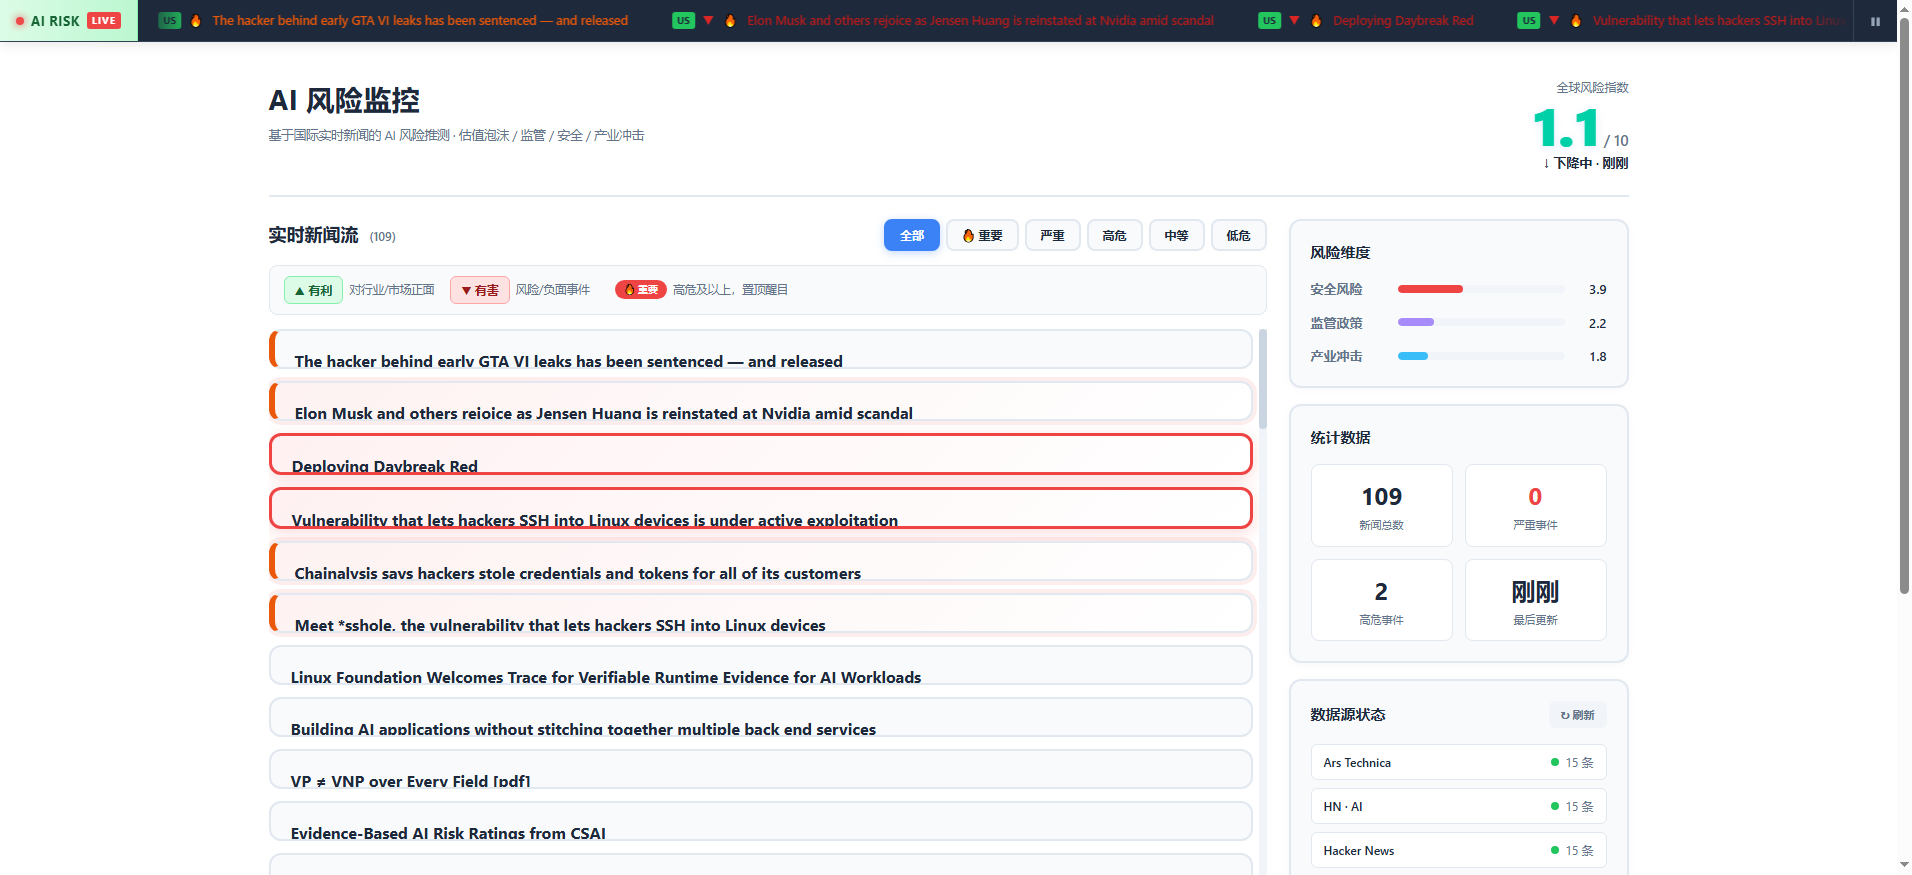 AI RISK LIVE
US 🔥 The hacker behind early GTA VI leaks has been sentenced — and released
US ▼ 🔥 Elon Musk and others rejoice as Jensen Huang is reinstated at Nvidia amid scandal
US ▼ 🔥 Deploying Daybreak Red
US ▼ 🔥 Vulnerability that lets hackers SSH into Linux
AI 风险监控
基于国际实时新闻的 AI 风险推测 · 估值泡沫 / 监管 / 安全 / 产业冲击
全球风险指数
1.1 / 10
↓ 下降中 · 刚刚
实时新闻流 (109)
全部 🔥 重要 严重 高危 中等 低危
▲ 有利 对行业/市场正面 ▼ 有害 风险/负面事件 🔥 重要 高危及以上，置顶醒目
The hacker behind early GTA VI leaks has been sentenced — and released
Elon Musk and others rejoice as Jensen Huang is reinstated at Nvidia amid scandal
Deploying Daybreak Red
Vulnerability that lets hackers SSH into Linux devices is under active exploitation
Chainalysis says hackers stole credentials and tokens for all of its customers
Meet *sshole, the vulnerability that lets hackers SSH into Linux devices
Linux Foundation Welcomes Trace for Verifiable Runtime Evidence for AI Workloads
Building AI applications without stitching together multiple back end services
VP ≠ VNP over Every Field [pdf]
Evidence-Based AI Risk Ratings from CSAI
风险维度
安全风险 3.9
监管政策 2.2
产业冲击 1.8
统计数据
109
新闻总数
0
严重事件
2
高危事件
刚刚
最后更新
数据源状态 ↻ 刷新
Ars Technica 15 条
HN · AI 15 条
Hacker News 15 条